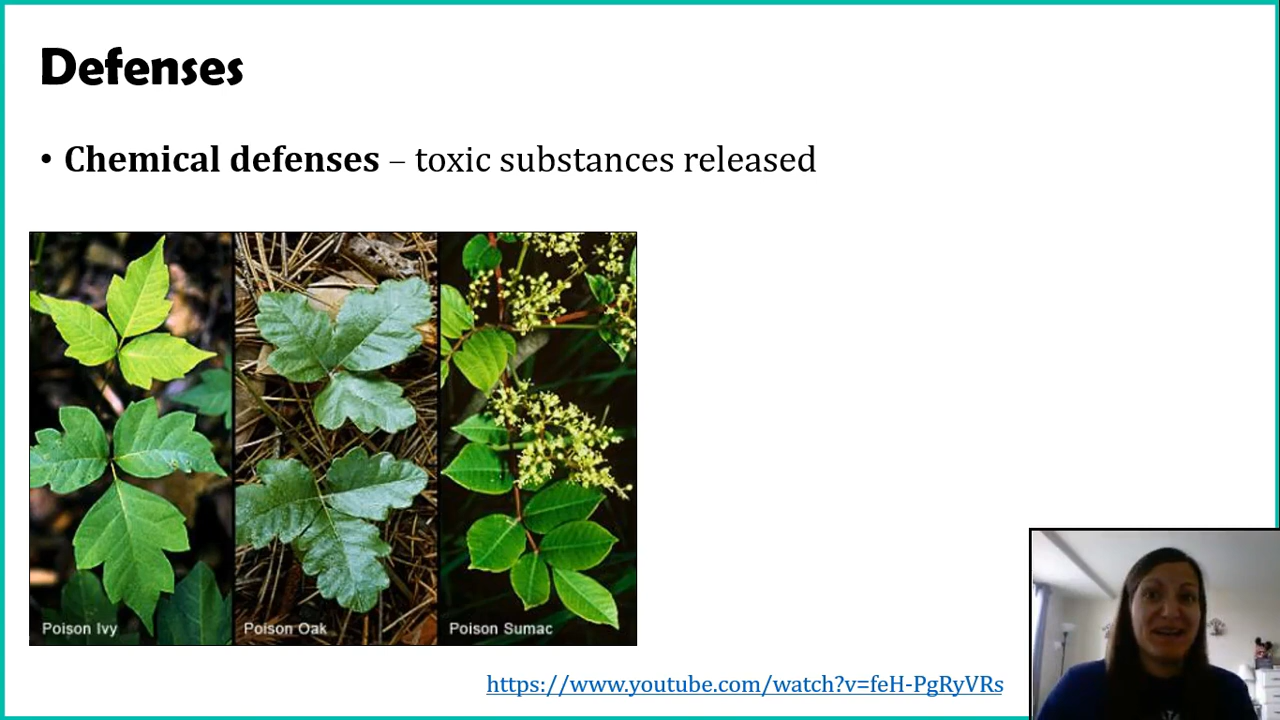 Defenses
• Chemical defenses – toxic substances released
Poison Ivy
Poison Oak
Poison Sumac
https://www.youtube.com/watch?v=feH-PgRyVRs